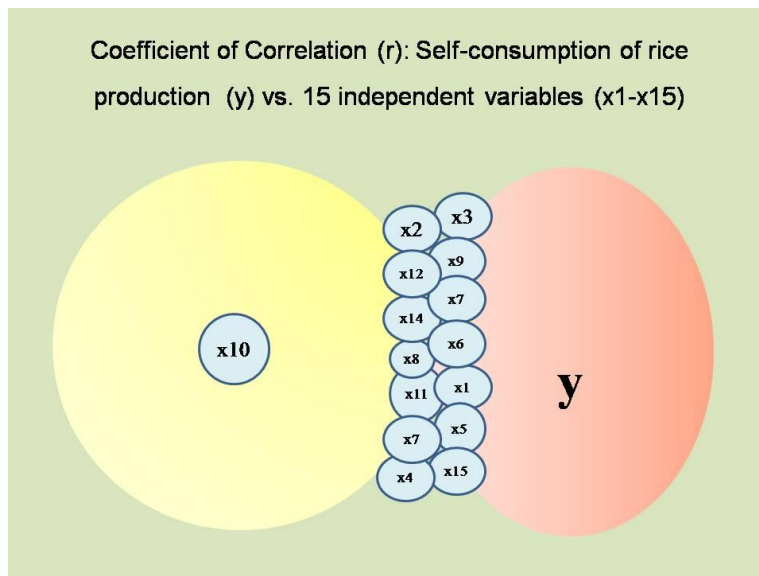 Coefficient of Correlation (r): Self-consumption of rice
production (y) vs. 15 independent variables (x1-x15)
x3
x2
x9
x12
x7
x14
x6
x10
x8
x1
x11
y
x5
x7
x15
x4